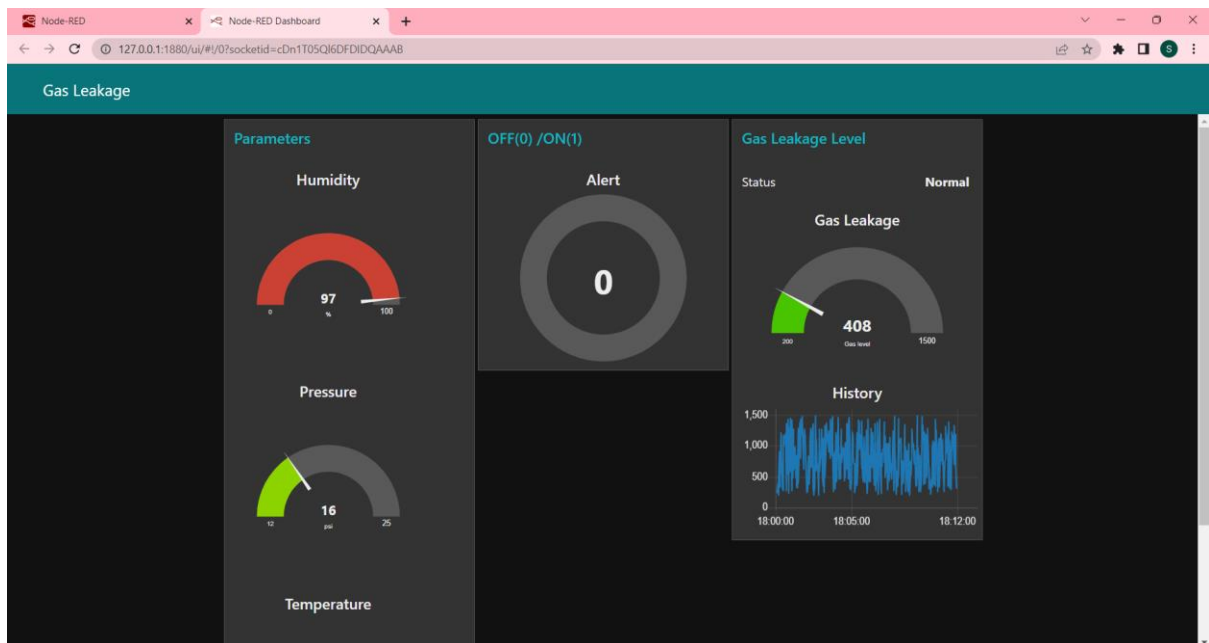 Node-RED
Node-RED Dashboard
127.0.0.1:1880/ui/#!/0?socketid=cDn1T05QI6DFDIDQAAAB
S
Gas Leakage
Parameters
Humidity
97
%
0
100
Pressure
16
psi
12
25
Temperature
OFF(0) /ON(1)
Alert
0
Gas Leakage Level
Status Normal
Gas Leakage
408
Gas level
200
1500
History
1,500
1,000
500
0
18:00:00 18:05:00 18:12:00